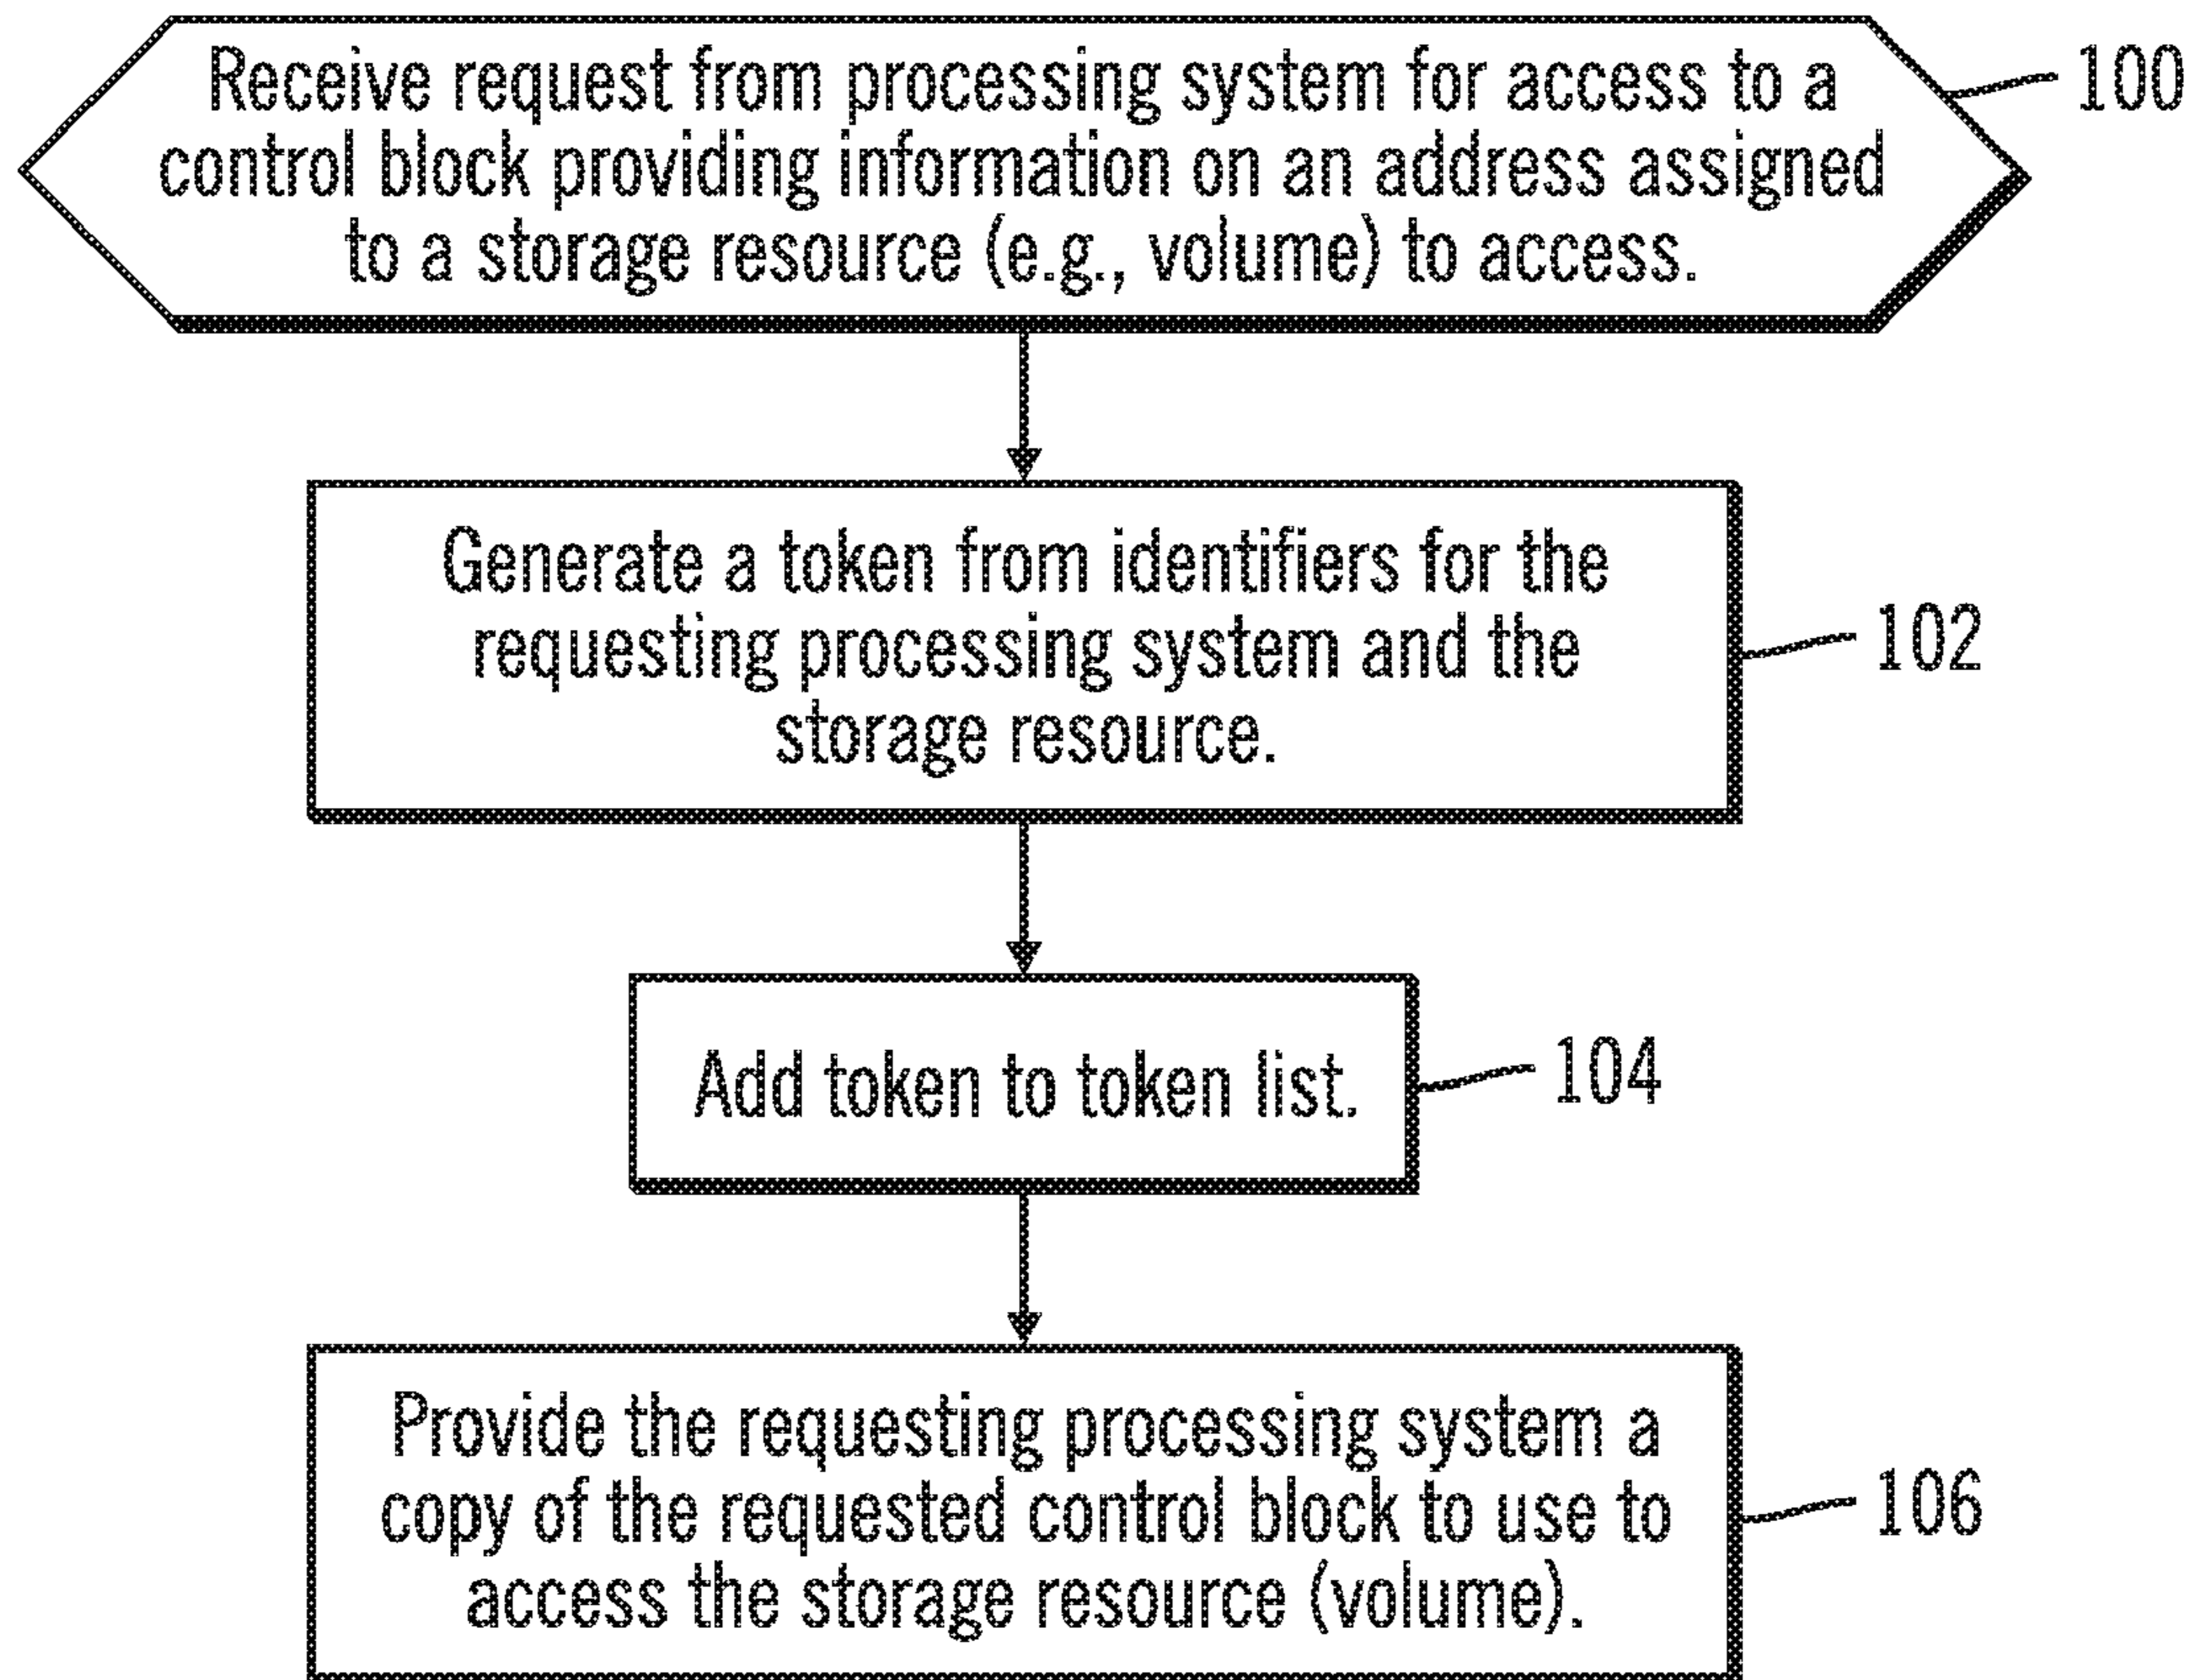 Receive request from processing system for access to a
control block providing information on an address assigned
to a storage resource (e.g., volume) to access.
100
Generate a token from identifiers for the
requesting processing system and the
storage resource.
102
Add token to token list.
104
Provide the requesting processing system a
copy of the requested control block to use to
access the storage resource (volume).
106